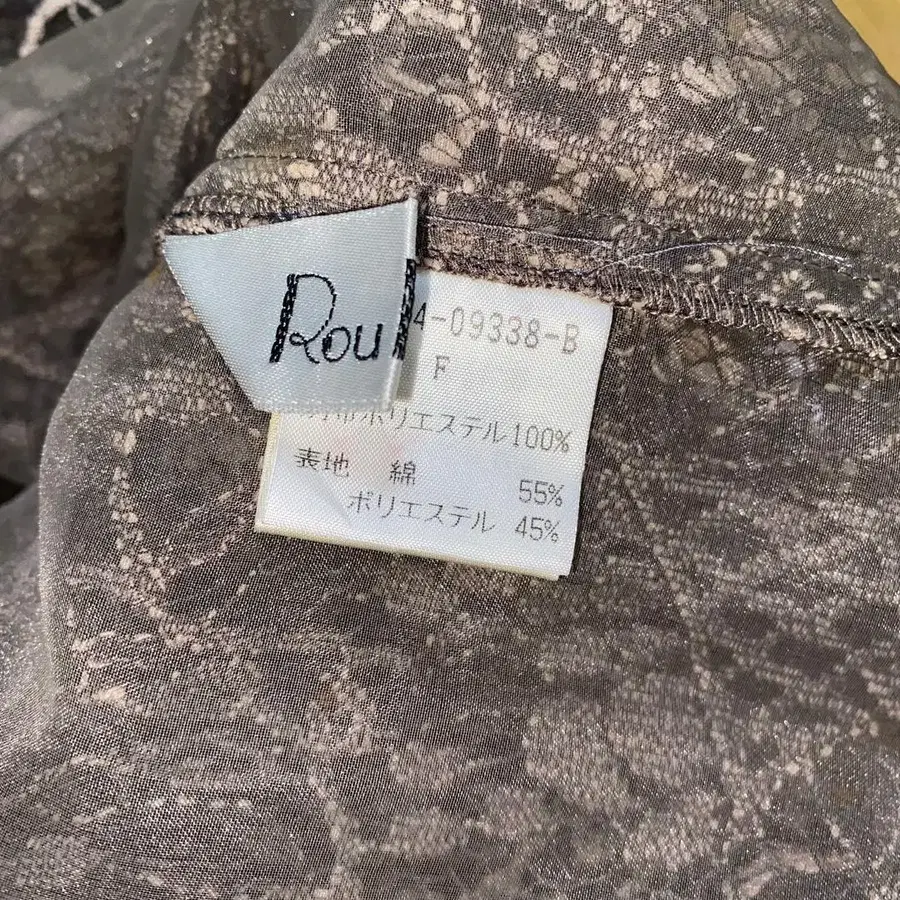 Rou
4-09338-B
F
ポリエステル100%
表地 綿 55%
ポリエステル 45%